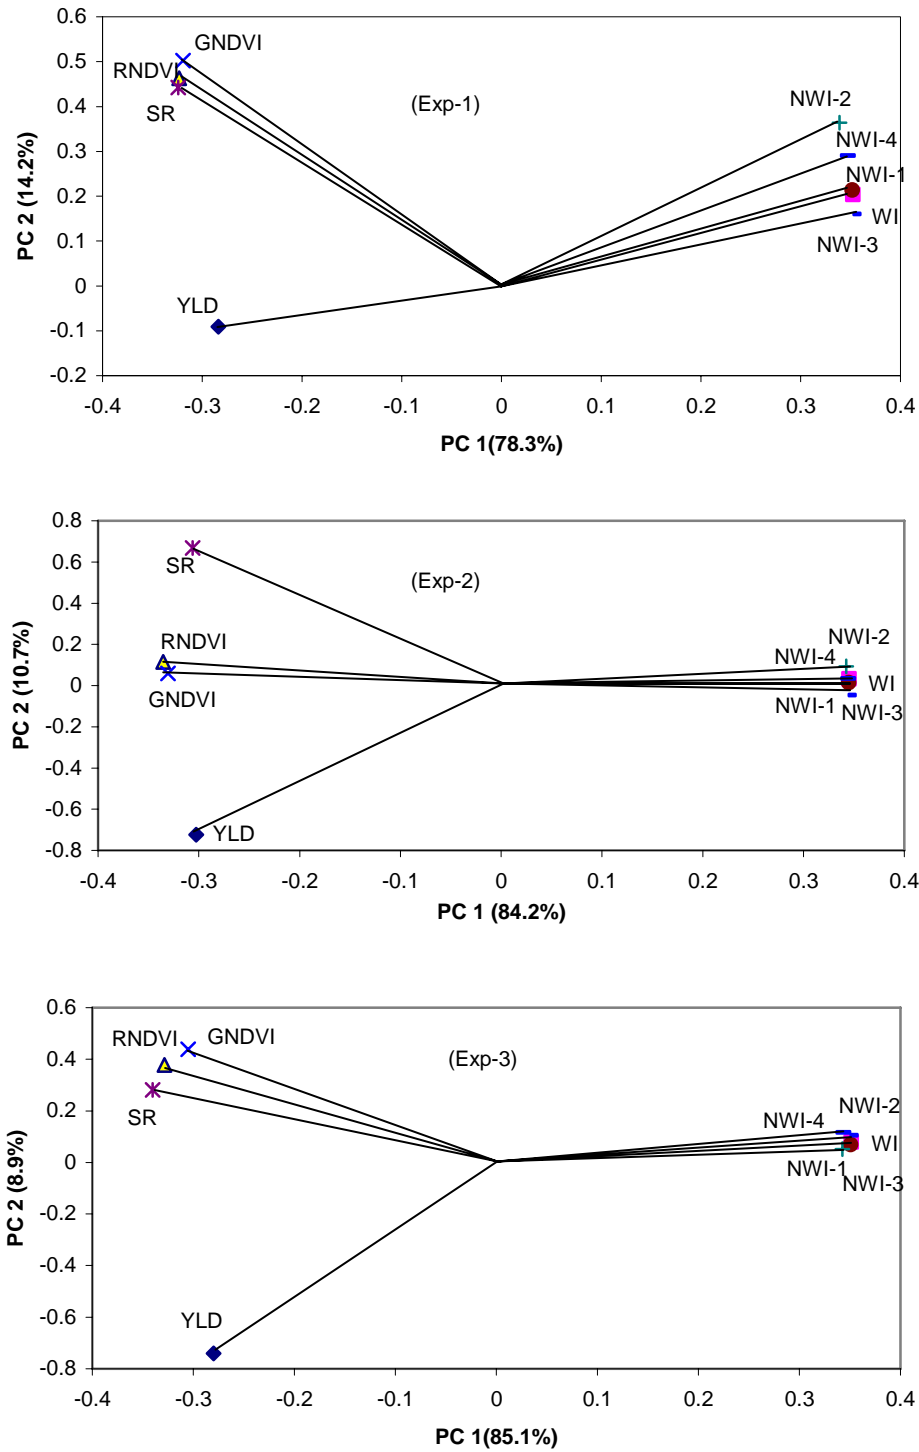 0.6
GNDVI
0.5
RNDVI
NWI-2
SR
(Exp-1)
0.4
NWI-4
0.3
NWI-1
0.2
WI
NWI-3
0.1
0
YLD
-0.1
-0.2
PC 2 (14.2%)
-0.4 -0.3 -0.2 -0.1 0 0.1 0.2 0.3 0.4
PC 1(78.3%)
0.8
SR
(Exp-2)
0.6
0.4
RNDVI
NWI-2
0.2
NWI-4
WI
0
GNDVI
NWI-1
NWI-3
-0.2
-0.4
-0.6
YLD
-0.8
PC 2 (10.7%)
-0.4 -0.3 -0.2 -0.1 0 0.1 0.2 0.3 0.4
PC 1 (84.2%)
0.6
RNDVI
GNDVI
(Exp-3)
0.4
SR
NWI-2
0.2
NWI-4
WI
0
NWI-1
NWI-3
-0.2
-0.4
-0.6
YLD
-0.8
PC 2 (8.9%)
-0.4 -0.3 -0.2 -0.1 0 0.1 0.2 0.3 0.4
PC 1(85.1%)